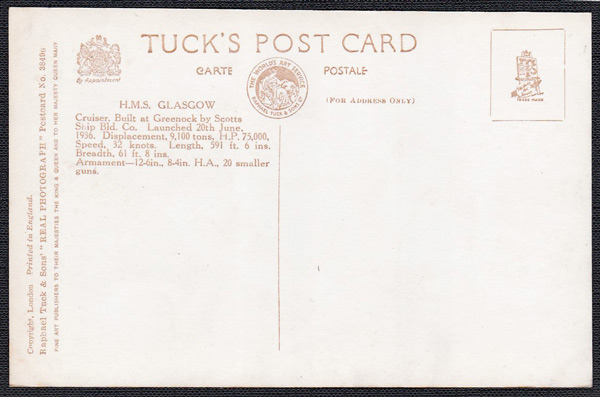 TUCK'S POST CARD
CARTE POSTALE
By Appointment
THE WORLD'S ART SERVICE
RAPHAEL TUCK & SONS LTD
(FOR ADDRESS ONLY)
TRADE MARK
H.M.S. GLASGOW
Cruiser, Built at Greenock by Scotts
Ship Bld. Co. Launched 20th June,
1936. Displacement, 9,100 tons, H.P. 75,000,
Speed, 32 knots. Length, 591 ft. 6 ins.
Breadth, 61 ft. 8 ins.
Armament—12-6in., 8-4in. H.A., 20 smaller
guns.
Copyright, London Printed in England.
Raphael Tuck & Sons' "REAL PHOTOGRAPH" Postcard No. 3849
FINE ART PUBLISHERS TO THEIR MAJESTIES THE KING & QUEEN AND TO HER MAJESTY QUEEN MARY